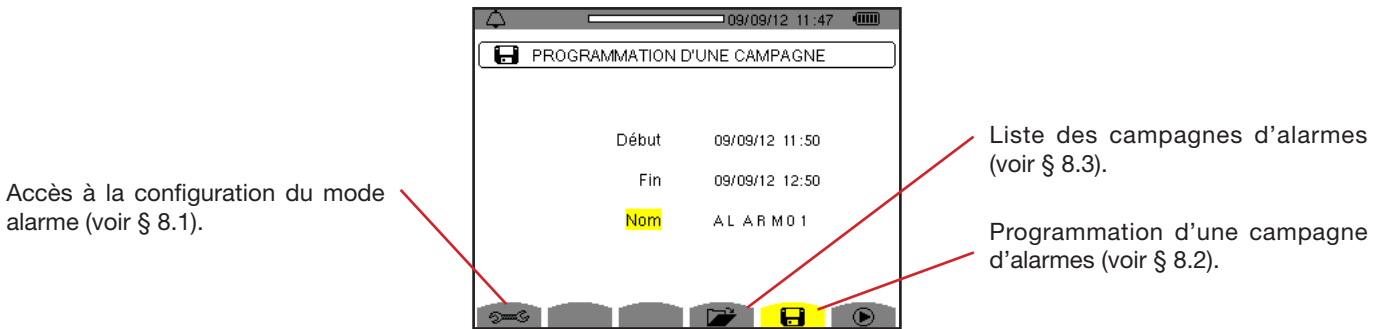 09/09/12 11:47
PROGRAMMATION D'UNE CAMPAGNE
Début 09/09/12 11:50
Fin 09/09/12 12:50
Nom ALARM01
Accès à la configuration du mode
alarme (voir § 8.1).
Liste des campagnes d'alarmes
(voir § 8.3).
Programmation d'une campagne
d'alarmes (voir § 8.2).